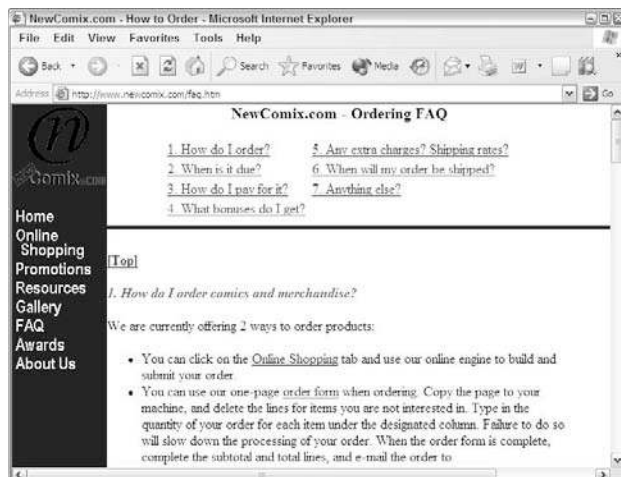 NewComix.com - How to Order - Microsoft Internet Explorer
File Edit View Favorites Tools Help
Back Search Favorites Media
Address http://www.newcomix.com/faq.htm Go
n
Comix.com
Home
Online
Shopping
Promotions
Resources
Gallery
FAQ
Awards
About Us
NewComix.com - Ordering FAQ
1. How do I order?
2. When is it due?
3. How do I pay for it?
4. What bonuses do I get?
5. Any extra charges? Shipping rates?
6. When will my order be shipped?
7. Anything else?
[Top]
1. How do I order comics and merchandise?
We are currently offering 2 ways to order products:
• You can click on the Online Shopping tab and use our online engine to build and
submit your order
• You can use our one-page order form when ordering. Copy the page to your
machine, and delete the lines for items you are not interested in. Type in the
quantity of your order for each item under the designated column. Failure to do so
will slow down the processing of your order. When the order form is complete,
complete the subtotal and total lines, and e-mail the order to